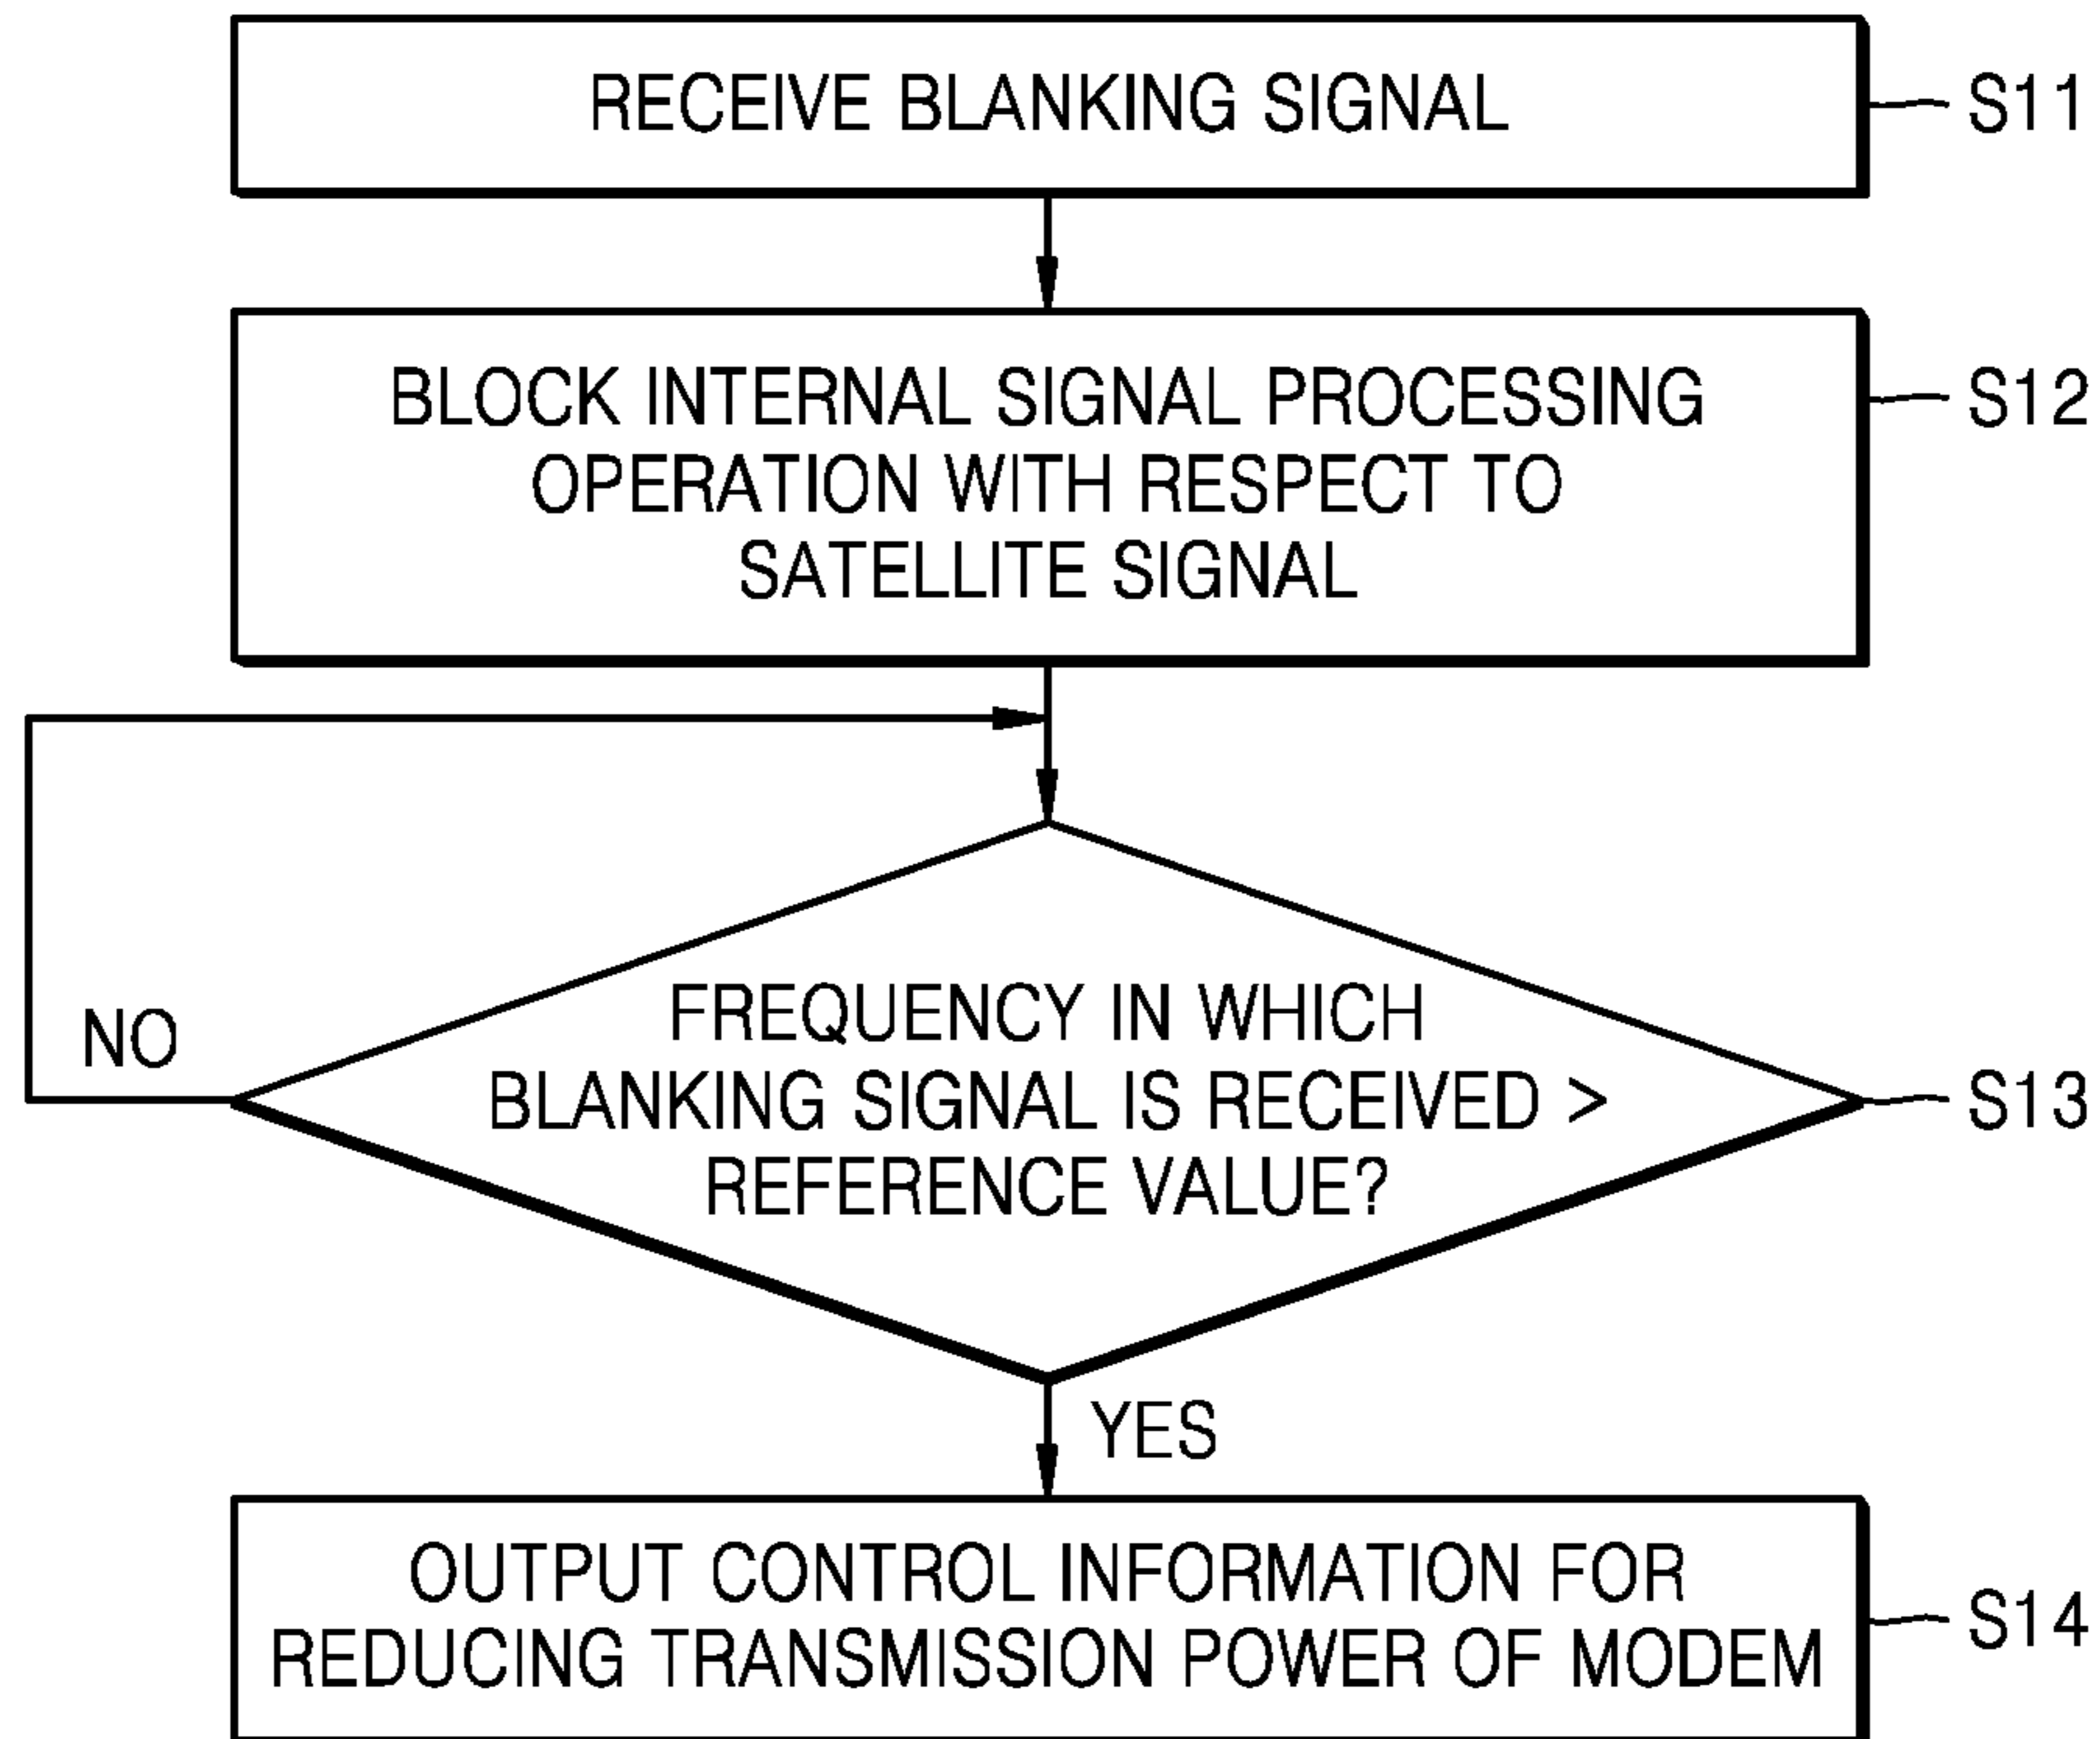 RECEIVE BLANKING SIGNAL
S11
BLOCK INTERNAL SIGNAL PROCESSING
OPERATION WITH RESPECT TO
SATELLITE SIGNAL
S12
NO
FREQUENCY IN WHICH
BLANKING SIGNAL IS RECEIVED >
REFERENCE VALUE?
S13
YES
OUTPUT CONTROL INFORMATION FOR
REDUCING TRANSMISSION POWER OF MODEM
S14